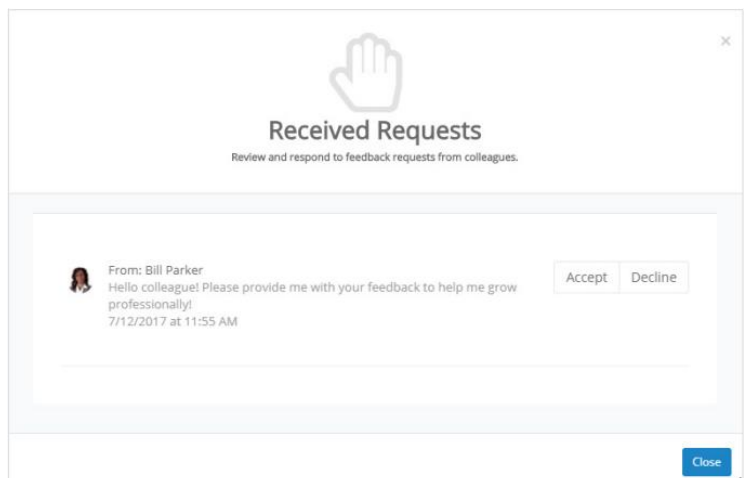 Received Requests
Review and respond to feedback requests from colleagues.
From: Bill Parker
Hello colleague! Please provide me with your feedback to help me grow
professionally!
7/12/2017 at 11:55 AM
Accept Decline
Close